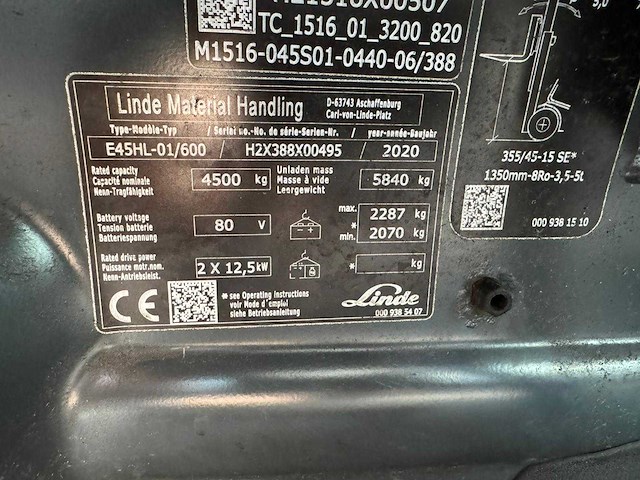 TC_1516_01_3200_820
M1516-045S01-0440-06/388
Linde Material Handling
D-63743 Aschaffenburg
Carl-von-Linde-Platz
Type-Modèle-Typ / Serial no.-No. de série-Serien-Nr. / year-année-Baujahr
E45HL-01/600 / H2X388X00495 / 2020
Rated capacity
Capacité nominale
Nenn-Tragfähigkeit
4500 kg
Unladen mass
Masse à vide
Leergewicht
5840 kg
Battery voltage
Tension batterie
Batteriespannung
80 V
max. 2287 kg
*
min. 2070 kg
Rated drive power
Puissance motr.nom.
Nenn-Antriebsleist.
2 X 12,5 kW
* kg
CE
*see Operating instructions
voir Mode d'emploi
siehe Betriebsanleitung
Linde
000 938 54 07
355/45-15 SE*
1350mm-8Ro-3,5-5t
000 938 15 10